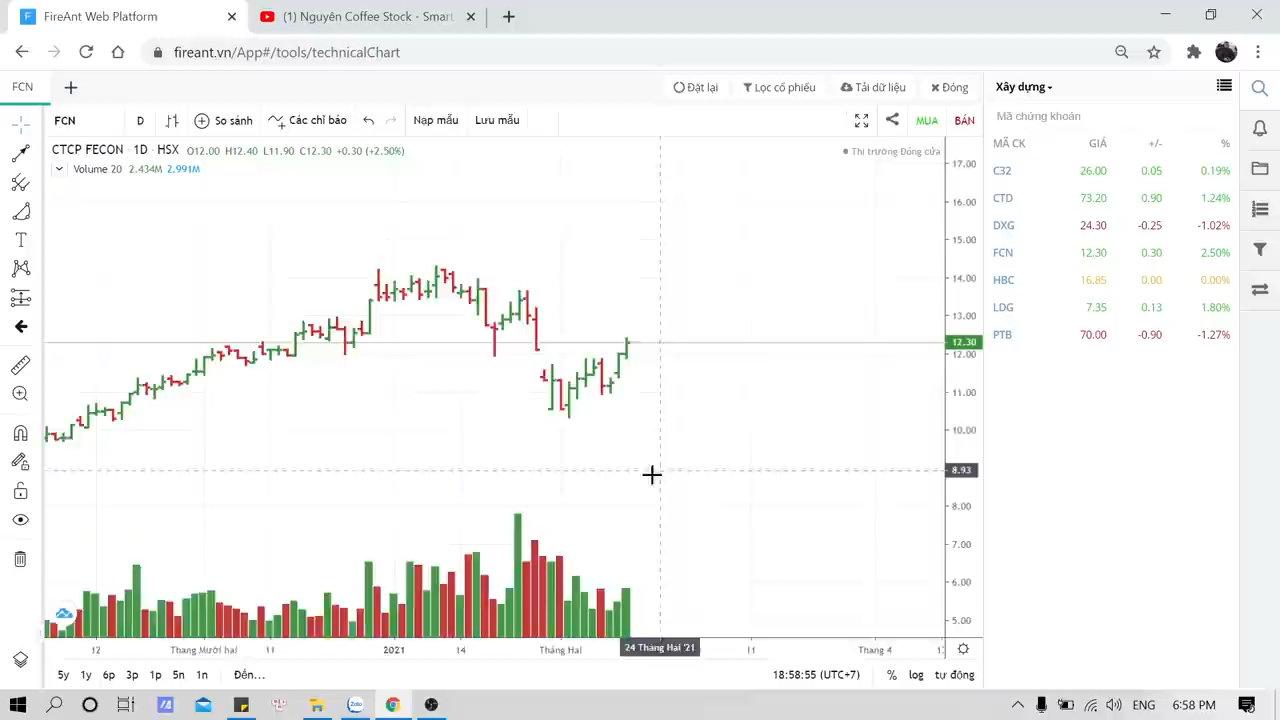 FireAnt Web Platform
(1) Nguyên Coffee Stock - Smart
fireant.vn/App#/tools/technicalChart
FCN
Đặt lại
Lọc cổ phiếu
Tải dữ liệu
Đóng
Xây dựng
FCN
D
So sánh
Các chỉ báo
Nạp mẫu
Lưu mẫu
MUA
BÁN
Mã chứng khoán
CTCP FECON · 1D · HSX O12.00 H12.40 L11.90 C12.30 +0.30 (+2.50%)
Thị trường Đóng cửa
Volume 20 2.434M 2.991M
MÃ CK GIÁ +/- %
C32 26.00 0.05 0.19%
CTD 73.20 0.90 1.24%
DXG 24.30 -0.25 -1.02%
FCN 12.30 0.30 2.50%
HBC 16.85 0.00 0.00%
LDG 7.35 0.13 1.80%
PTB 70.00 -0.90 -1.27%
17.00
16.00
15.00
14.00
13.00
12.30
12.00
11.00
10.00
8.93
8.00
7.00
6.00
5.00
12 Tháng Mười hai 11 2021 14 Tháng Hai 24 Tháng Hai '21 11 Tháng 4
5y 1y 6p 3p 1p 5n 1n Đến...
18:58:55 (UTC+7) % log tự động
Zalo
ENG 6:58 PM